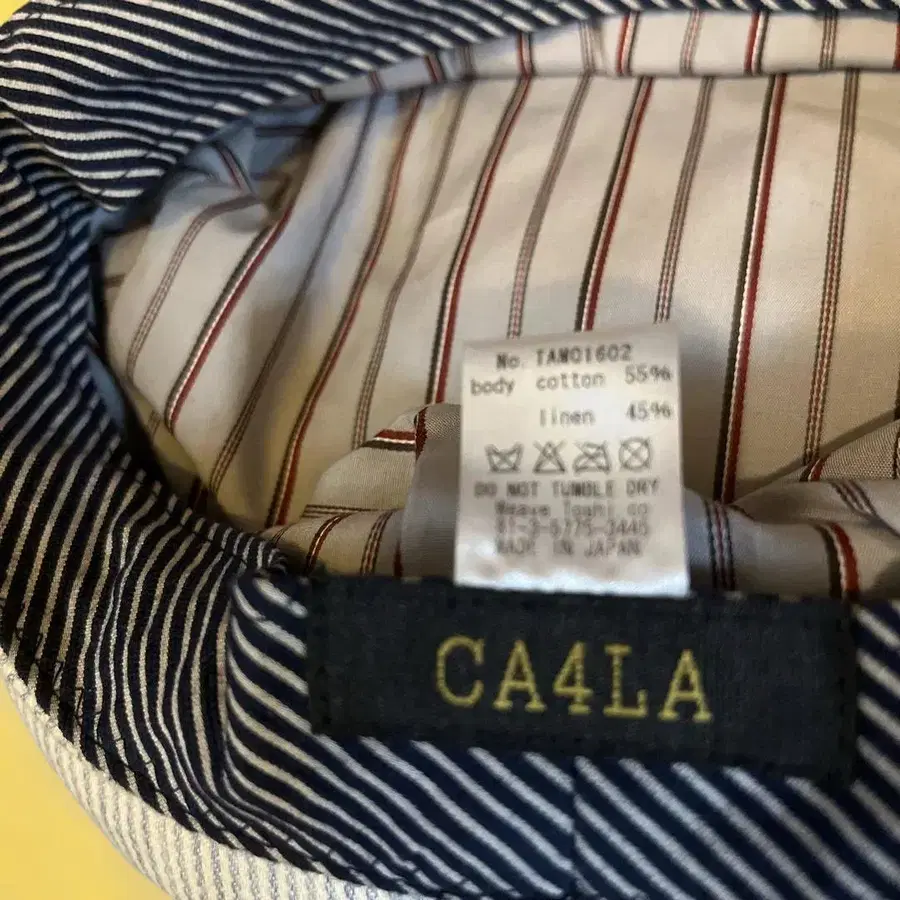 No. TAM01602
body cotton 55%
linen 45%
DO NOT TUMBLE DRY
Weave Toshi.co
81-3-5775-3445
MADE IN JAPAN
CA4LA